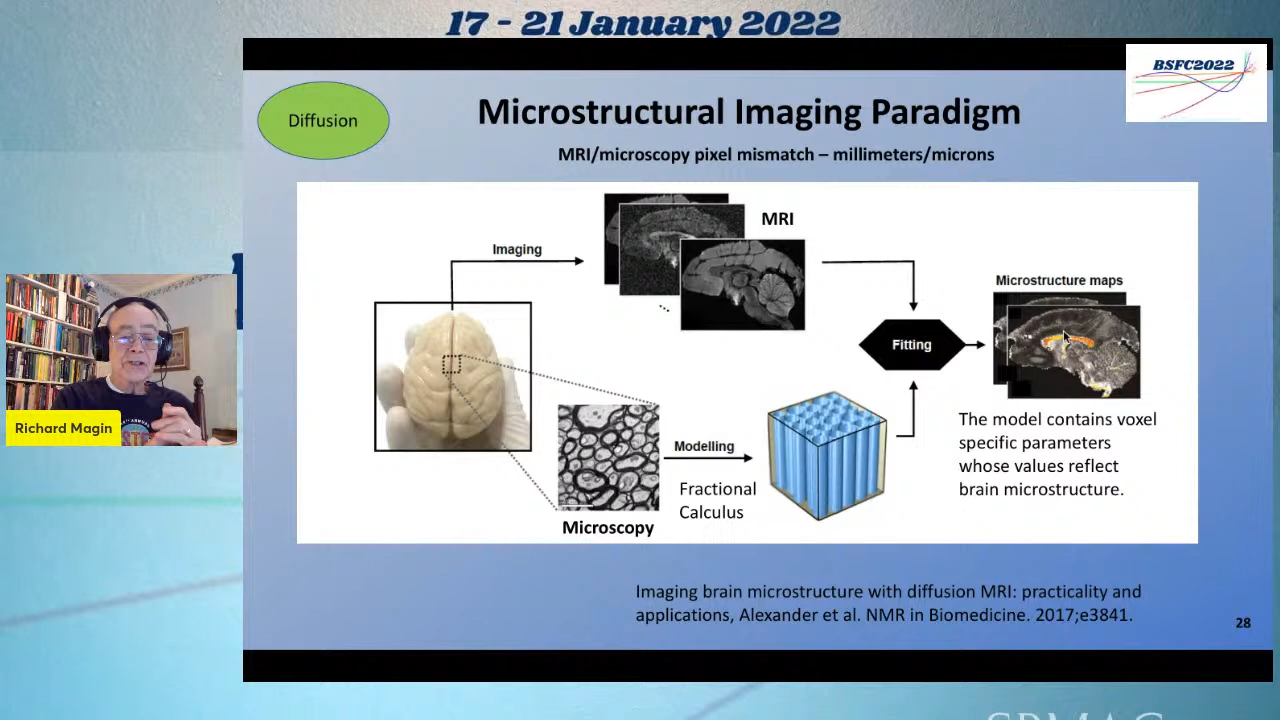 17 - 21 January 2022
BSFC2022
Diffusion
Microstructural Imaging Paradigm
MRI/microscopy pixel mismatch – millimeters/microns
MRI
Imaging
Microstructure maps
Fitting
Modelling
Fractional
Calculus
Microscopy
The model contains voxel
specific parameters
whose values reflect
brain microstructure.
Richard Magin
Imaging brain microstructure with diffusion MRI: practicality and
applications, Alexander et al. NMR in Biomedicine. 2017;e3841.
28